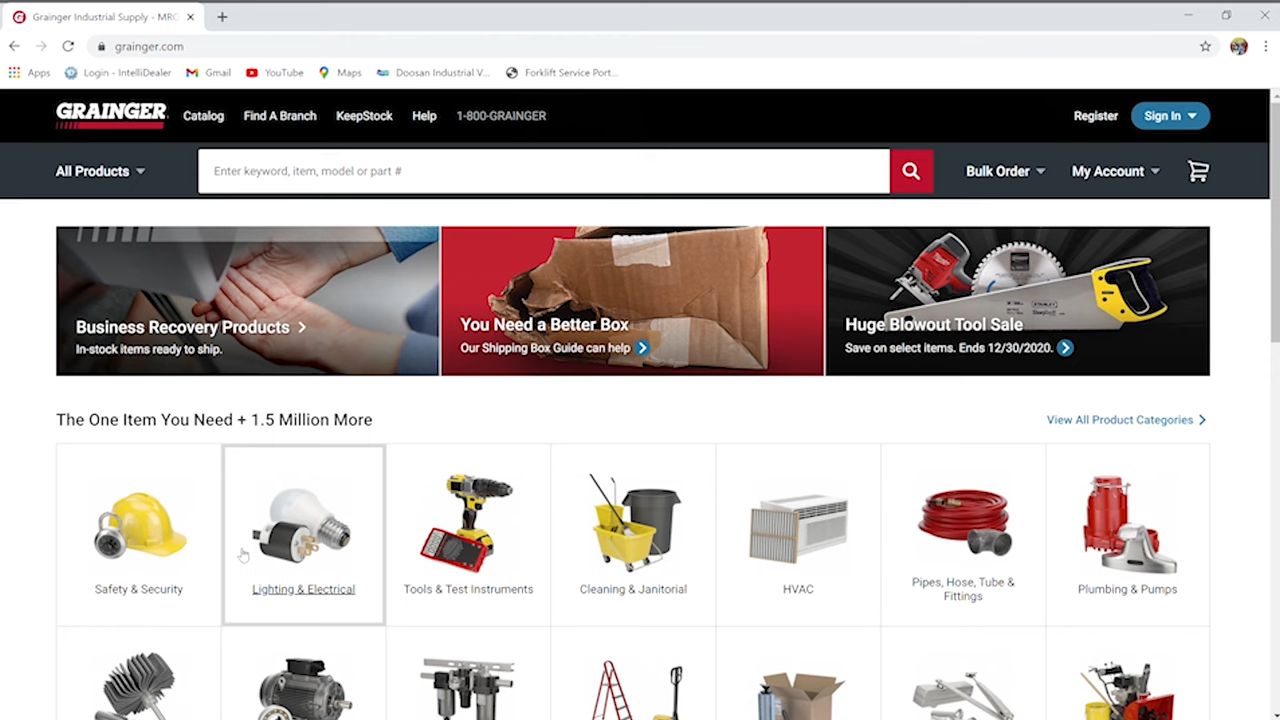 Grainger Industrial Supply - MRO
grainger.com
Apps
Login - IntelliDealer
Gmail
YouTube
Maps
Doosan Industrial V...
Forklift Service Port...
GRAINGER
Catalog
Find A Branch
KeepStock
Help
1-800-GRAINGER
Register
Sign In
All Products
Enter keyword, item, model or part #
Bulk Order
My Account
Business Recovery Products
In-stock items ready to ship.
You Need a Better Box
Our Shipping Box Guide can help
Huge Blowout Tool Sale
Save on select items. Ends 12/30/2020.
STANLEY
The One Item You Need + 1.5 Million More
View All Product Categories
Safety & Security
Lighting & Electrical
Tools & Test Instruments
Cleaning & Janitorial
HVAC
Pipes, Hose, Tube &
Fittings
Plumbing & Pumps